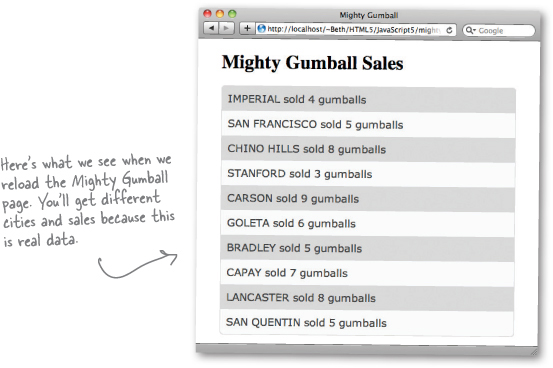 Mighty Gumball
http://localhost/~Beth/HTML5/JavaScript5/might
Google
Mighty Gumball Sales
IMPERIAL sold 4 gumballs
SAN FRANCISCO sold 5 gumballs
CHINO HILLS sold 8 gumballs
STANFORD sold 3 gumballs
CARSON sold 9 gumballs
GOLETA sold 6 gumballs
BRADLEY sold 5 gumballs
CAPAY sold 7 gumballs
LANCASTER sold 8 gumballs
SAN QUENTIN sold 5 gumballs
Here's what we see when we
reload the Mighty Gumball
page. You'll get different
cities and sales because this
is real data.